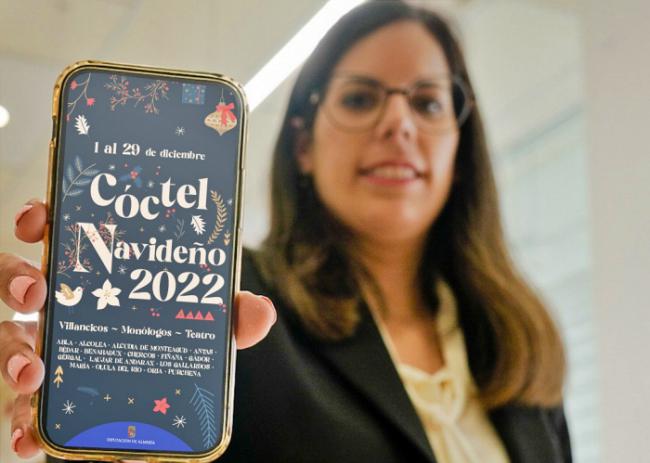 1 al 29 de diciembre
Cóctel
Navideño
2022
Villancicos ~ Monólogos ~ Teatro
ABLA · ALCOLEA · ALCUDIA DE MONTEAGUD · ANTAS ·
BÉDAR · BENAHADUX · CHERCOS · FIÑANA · GÁDOR ·
GÉRGAL · LAUJAR DE ANDARAX · LOS GALLARDOS ·
MARÍA · OLULA DEL RÍO · ORIA · PURCHENA
DIPUTACIÓN DE ALMERÍA